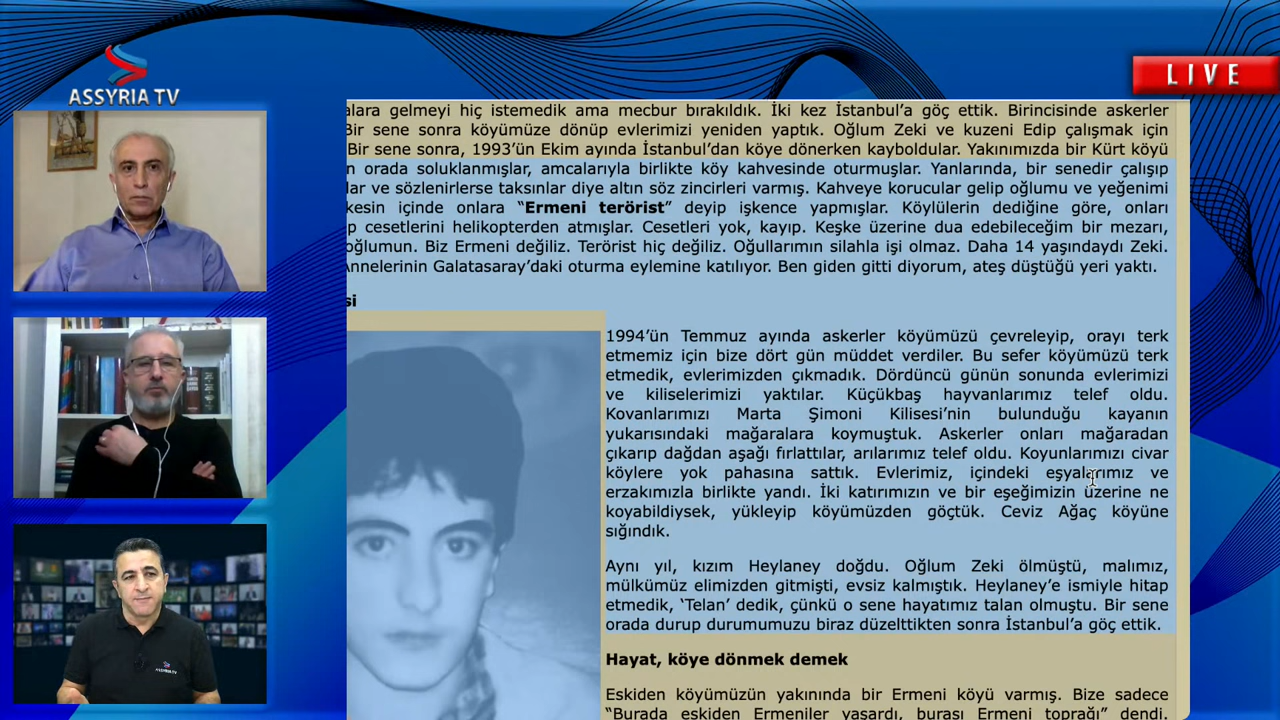 ASSYRIA TV
LIVE
alara gelmeyi hiç istemedik ama mecbur bırakıldık. İki kez İstanbul’a göç ettik. Birincisinde askerler
Bir sene sonra köyümüze dönüp evlerimizi yeniden yaptık. Oğlum Zeki ve kuzeni Edip çalışmak için
Bir sene sonra, 1993’ün Ekim ayında İstanbul’dan köye dönerken kayboldular. Yakınımızda bir Kürt köyü
n orada soluklanmışlar, amcalarıyla birlikte köy kahvesinde oturmuşlar. Yanlarında, bir senedir çalışıp
lar ve sözlenirlerse taksınlar diye altın söz zincirleri varmış. Kahveye korucular gelip oğlumu ve yeğenimi
kesin içinde onlara “Ermeni terörist” deyip işkence yapmışlar. Köylülerin dediğine göre, onları
p cesetlerini helikopterden atmışlar. Cesetleri yok, kayıp. Keşke üzerine dua edebileceğim bir mezarı,
oğlumun. Biz Ermeni değiliz. Terörist hiç değiliz. Oğullarımın silahla işi olmaz. Daha 14 yaşındaydı Zeki.
Annelerinin Galatasaray’daki oturma eylemine katılıyor. Ben giden gitti diyorum, ateş düştüğü yeri yaktı.
si
1994’ün Temmuz ayında askerler köyümüzü çevreleyip, orayı terk
etmemiz için bize dört gün müddet verdiler. Bu sefer köyümüzü terk
etmedik, evlerimizden çıkmadık. Dördüncü günün sonunda evlerimizi
ve kiliselerimizi yaktılar. Küçükbaş hayvanlarımız telef oldu.
Kovanlarımızı Marta Şimoni Kilisesi’nin bulunduğu kayanın
yukarısındaki mağaralara koymuştuk. Askerler onları mağaradan
çıkarıp dağdan aşağı fırlattılar, arılarımız telef oldu. Koyunlarımızı civar
köylere yok pahasına sattık. Evlerimiz, içindeki eşyalarımız ve
erzakımızla birlikte yandı. İki katırımızın ve bir eşeğimizin üzerine ne
koyabildiysek, yükleyip köyümüzden göçtük. Ceviz Ağaç köyüne
sığındık.
Aynı yıl, kızım Heylaney doğdu. Oğlum Zeki ölmüştü, malımız,
mülkümüz elimizden gitmişti, evsiz kalmıştık. Heylaney’e ismiyle hitap
etmedik, ‘Telan’ dedik, çünkü o sene hayatımız talan olmuştu. Bir sene
orada durup durumumuzu biraz düzelttikten sonra İstanbul’a göç ettik.
Hayat, köye dönmek demek
Eskiden köyümüzün yakınında bir Ermeni köyü varmış. Bize sadece
“Burada eskiden Ermeniler yaşardı, burası Ermeni toprağı” dendi.
ASSYRIA TV